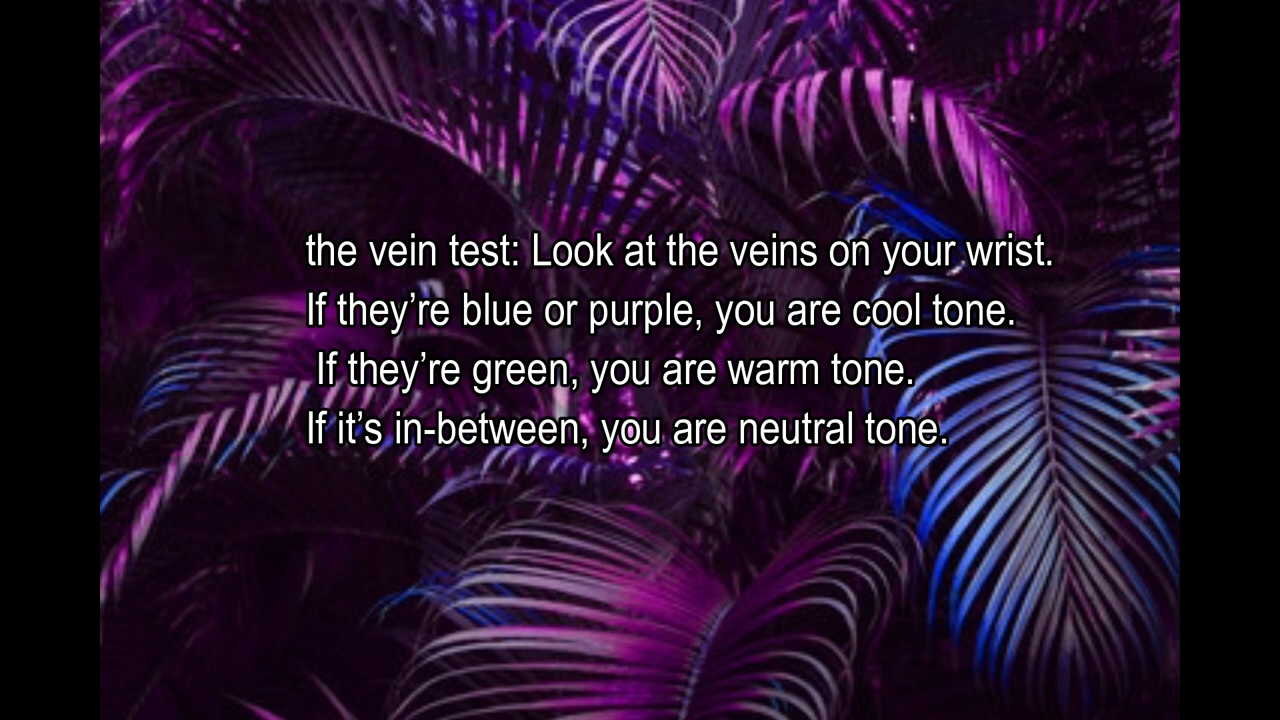 the vein test: Look at the veins on your wrist.
If they’re blue or purple, you are cool tone.
If they’re green, you are warm tone.
If it’s in-between, you are neutral tone.